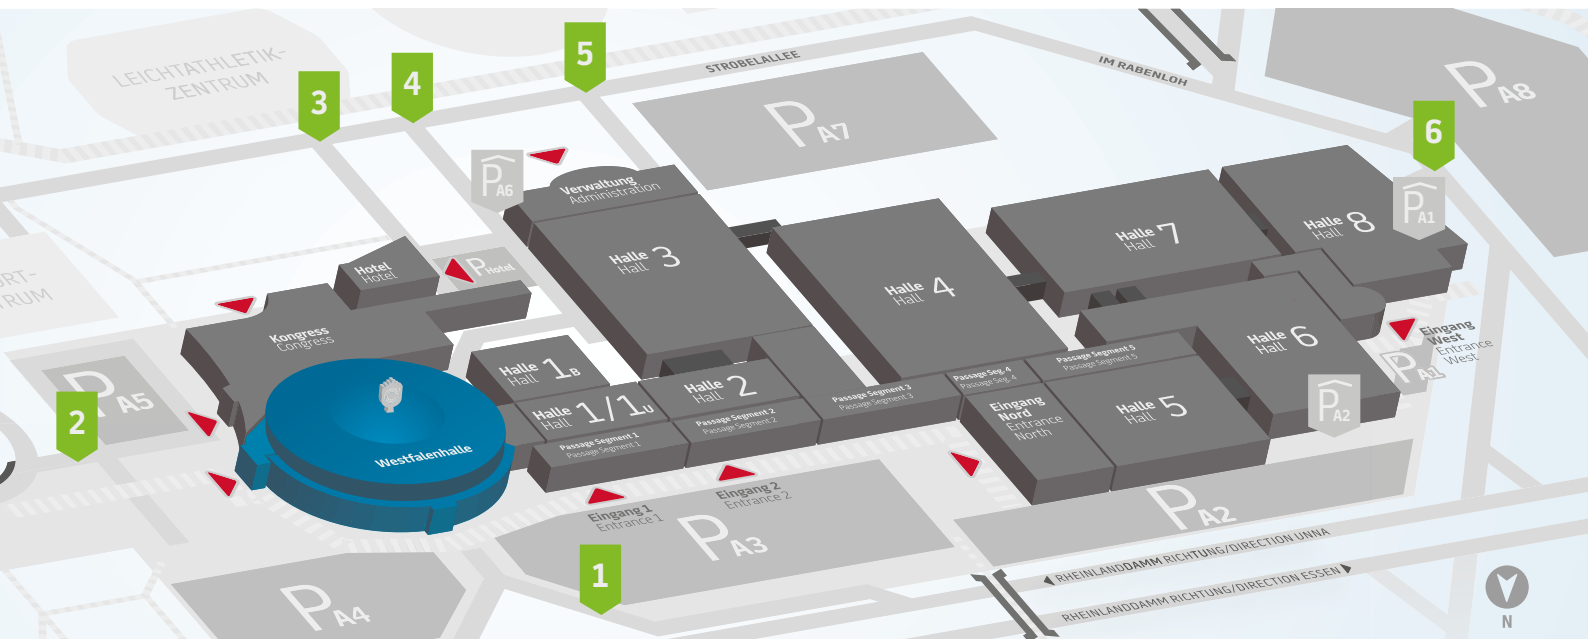 5
STROBELALLEE
4
IM RABENLOH
LEICHTATHLETIK-
ZENTRUM
3
P A8
P A7
6
P A6
Verwaltung
Administration
P A1
Halle 8
Hall
Halle 7
Hall
Halle 3
Hall
Hotel
Hotel
P Hotel
Halle 4
Hall
RT-
TRUM
Kongress
Congress
Halle 6
Hall
Eingang
West
Entrance
West
P A1
Halle 1B
Hall
Halle 2
Hall
Passage Segment 5
Passage Segment 5
Passage Seg. 4
Passage Seg. 4
Passage Segment 3
Passage Segment 3
P A5
2
Halle 1/1U
Hall
Passage Segment 2
Passage Segment 2
Eingang
Nord
Entrance
North
Halle 5
Hall
P A2
Passage Segment 1
Passage Segment 1
Westfalenhalle
Eingang 2
Entrance 2
Eingang 1
Entrance 1
P A2
P A3
1
RHEINLANDDAMM RICHTUNG/DIRECTION UNNA
RHEINLANDDAMM RICHTUNG/DIRECTION ESSEN
P A4
N